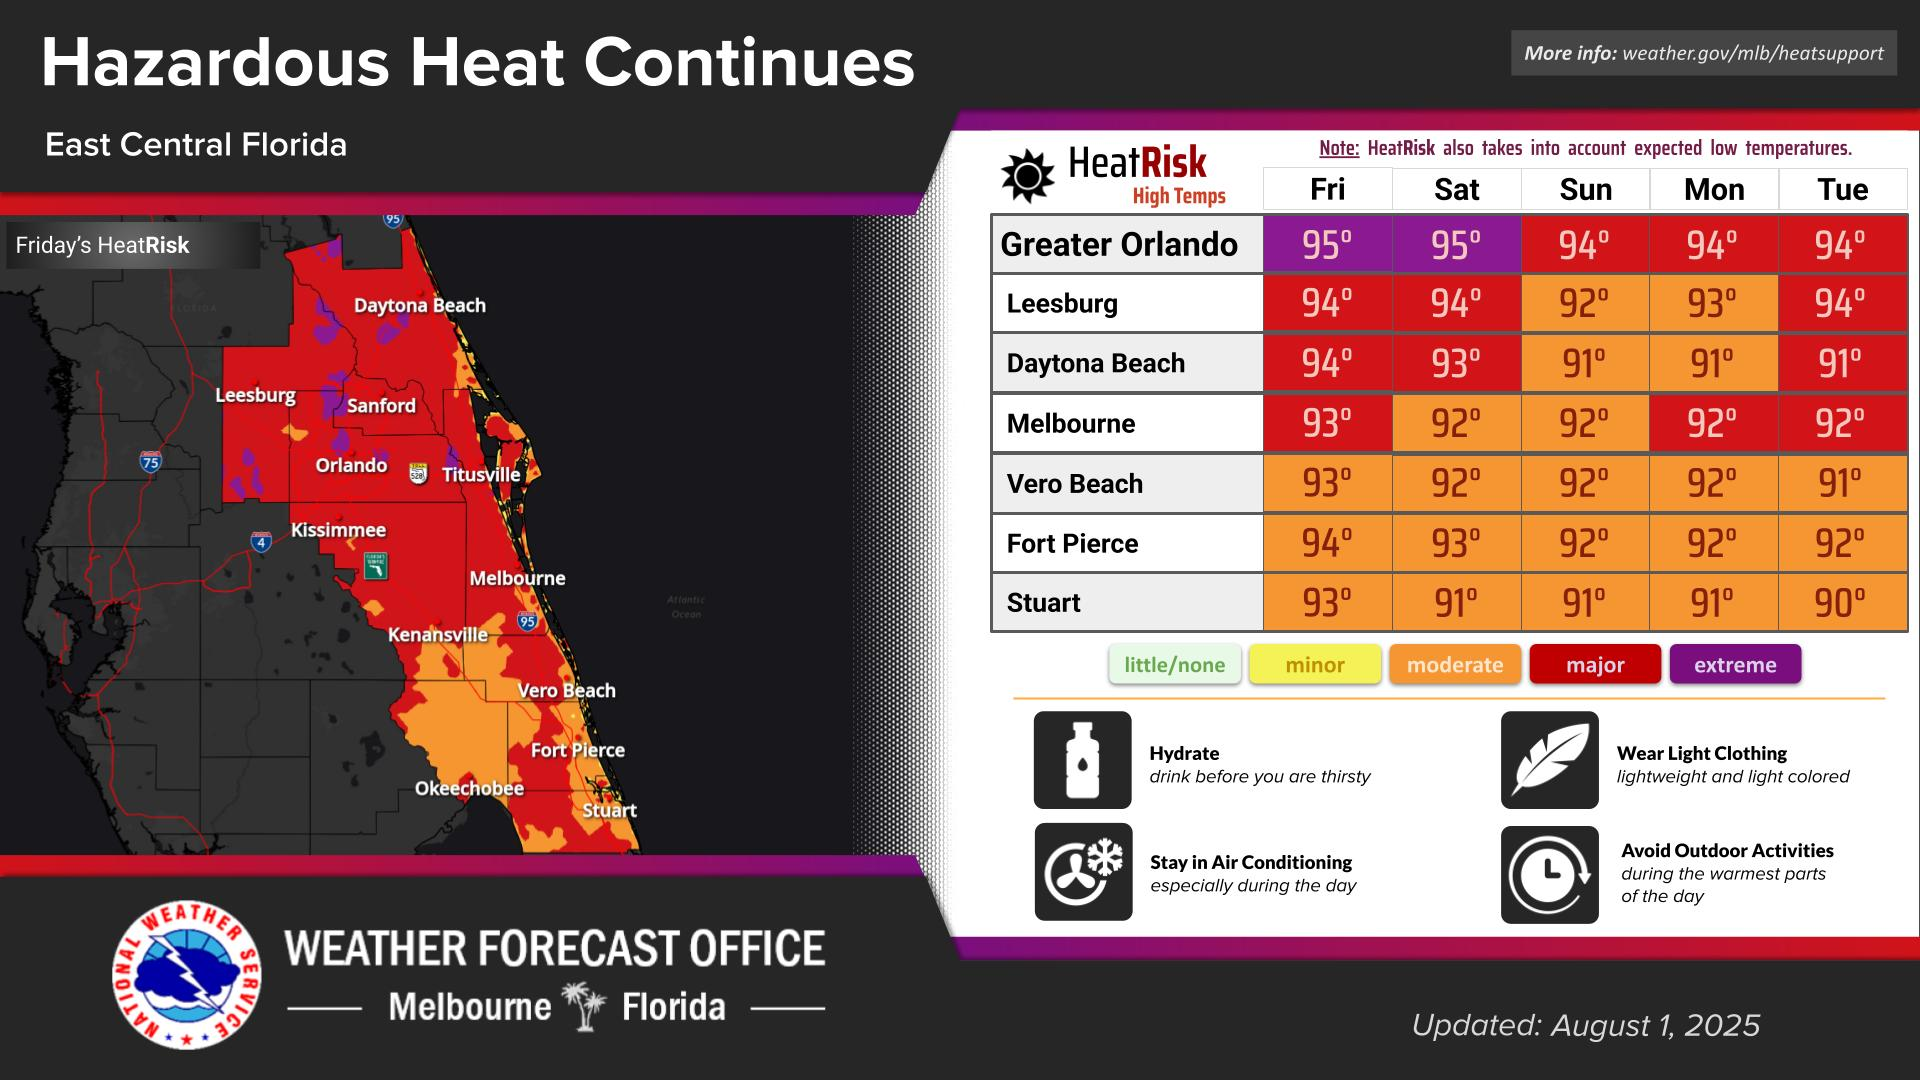 Hazardous Heat Continues
East Central Florida
More info: weather.gov/mlb/heatsupport
Friday's HeatRisk
95
FLORIDA
Daytona Beach
Leesburg
Sanford
75
Orlando
528
Titusville
Kissimmee
4
Melbourne
Atlantic
Ocean
95
Kenansville
Vero Beach
Fort Pierce
Okeechobee
Stuart
HeatRisk
High Temps
Note: HeatRisk also takes into account expected low temperatures.
Fri Sat Sun Mon Tue
Greater Orlando 95° 95° 94° 94° 94°
Leesburg 94° 94° 92° 93° 94°
Daytona Beach 94° 93° 91° 91° 91°
Melbourne 93° 92° 92° 92° 92°
Vero Beach 93° 92° 92° 92° 91°
Fort Pierce 94° 93° 92° 92° 92°
Stuart 93° 91° 91° 91° 90°
little/none minor moderate major extreme
Hydrate
drink before you are thirsty
Wear Light Clothing
lightweight and light colored
Stay in Air Conditioning
especially during the day
Avoid Outdoor Activities
during the warmest parts
of the day
NATIONAL WEATHER SERVICE
WEATHER FORECAST OFFICE
Melbourne Florida
Updated: August 1, 2025